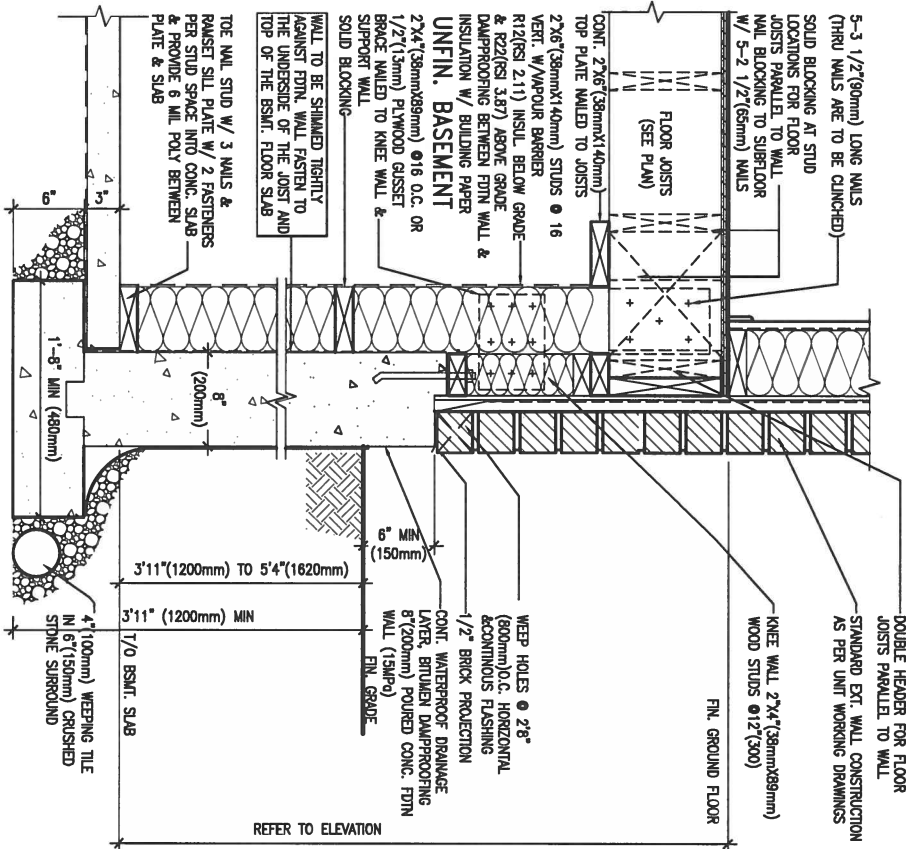 5-3 1/2"(90mm) LONG NAILS
(THRU NAILS ARE TO BE CLINCHED)
SOLID BLOCKING AT STUD
LOCATIONS FOR FLOOR
JOISTS PARALLEL TO WALL
NAIL BLOCKING TO SUBFLOOR
W/ 5-2 1/2"(65mm) NAILS
FLOOR JOISTS
(SEE PLAN)
CONT. 2"X6"(38mmX140mm)
TOP PLATE NAILED TO JOISTS
2"X6"(38mmX140mm) STUDS @ 16
VERT. W/VAPOUR BARRIER
R12(RSI 2.11) INSUL. BELOW GRADE
& R22(RSI 3.87) ABOVE GRADE
DAMPPROOFING BETWEEN FDTN WALL &
INSULATION W/ BUILDING PAPER
UNFIN. BASEMENT
2"X4"(38mmX89mm) @16 O.C. OR
1/2"(13mm) PLYWOOD GUSSET
BRACE NAILED TO KNEE WALL &
SUPPORT WALL
SOLID BLOCKING
WALL TO BE SHIMMED TIGHTLY
AGAINST FDTN. WALL FASTEN TO
THE UNDERSIDE OF THE JOIST AND
TOP OF THE BSMT. FLOOR SLAB
TOE NAIL STUD W/ 3 NAILS &
RAMSET SILL PLATE W/ 2 FASTENERS
PER STUD SPACE INTO CONC. SLAB
& PROVIDE 6 MIL POLY BETWEEN
PLATE & SLAB
6"
3"
8"
(200mm)
1'-8" MIN (480mm)
DOUBLE HEADER FOR FLOOR
JOISTS PARALLEL TO WALL
STANDARD EXT. WALL CONSTRUCTION
AS PER UNIT WORKING DRAWINGS
KNEE WALL 2"X4"(38mmX89mm)
WOOD STUDS @12"(300)
FIN. GROUND FLOOR
WEEP HOLES @ 2'8"
(800mm)O.C. HORIZONTAL
&CONTINOUS FLASHING
1/2" BRICK PROJECTION
CONT. WATERPROOF DRAINAGE
LAYER, BITUMEN DAMPPROOFING
8"(200mm) POURED CONC. FDTN
WALL (15MPa)
FIN. GRADE
6" MIN
(150mm)
3'11"(1200mm) TO 5'4"(1620mm)
3'11" (1200mm) MIN
T/O BSMT. SLAB
4"(100mm) WEEPING TILE
IN 6"(150mm) CRUSHED
STONE SURROUND
REFER TO ELEVATION